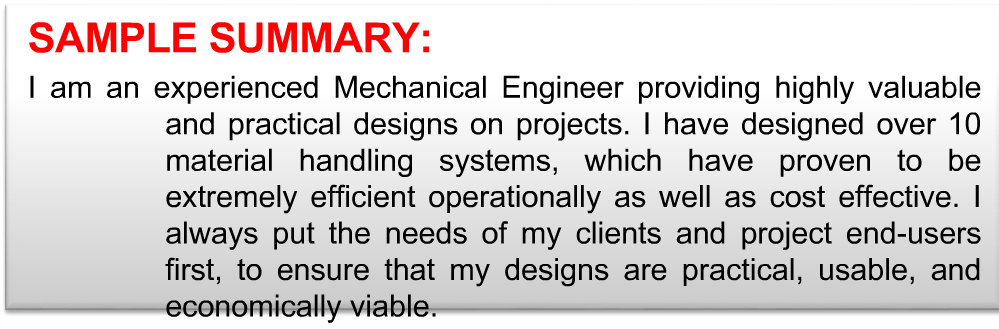 SAMPLE SUMMARY:
I am an experienced Mechanical Engineer providing highly valuable
and practical designs on projects. I have designed over 10
material handling systems, which have proven to be
extremely efficient operationally as well as cost effective. I
always put the needs of my clients and project end-users
first, to ensure that my designs are practical, usable, and
economically viable.